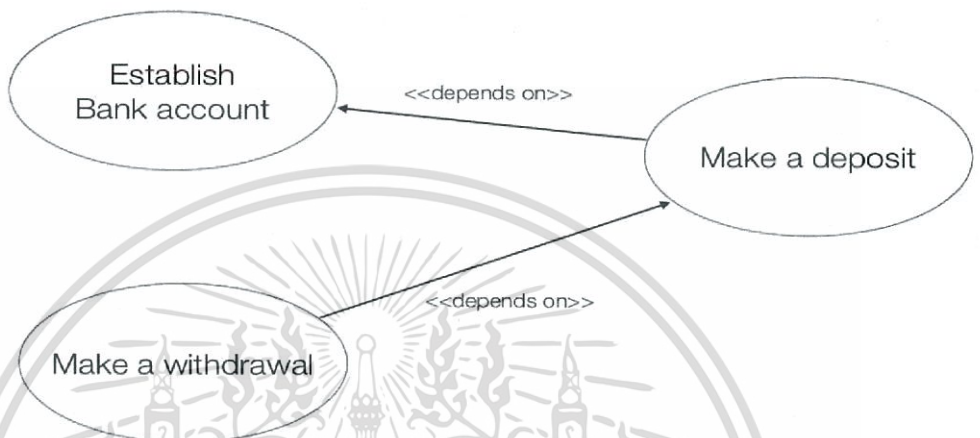 Establish
Bank account
<<depends on>>
Make a deposit
<<depends on>>
Make a withdrawal